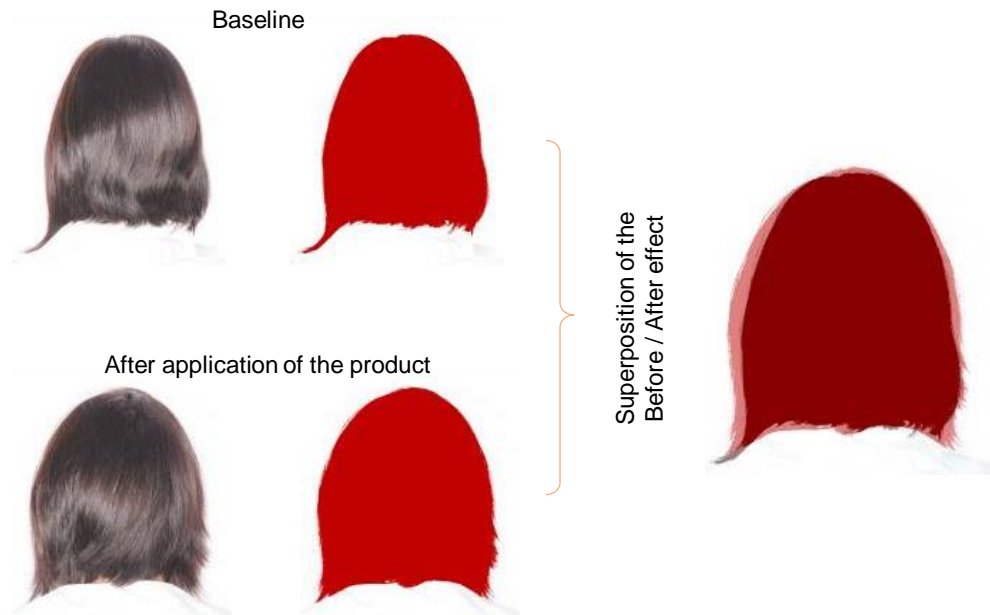 Baseline
After application of the product
Superposition of the
Before / After effect